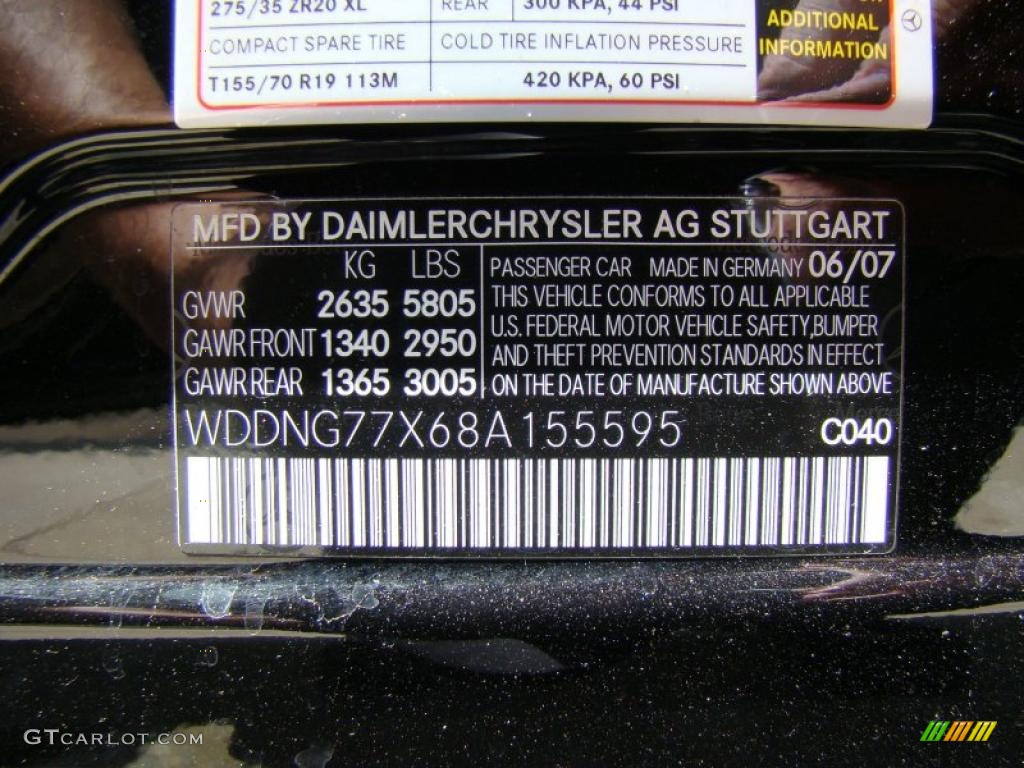 275/35 ZR20 XL REAR 300 KPA, 44 PSI
ADDITIONAL
COMPACT SPARE TIRE COLD TIRE INFLATION PRESSURE
INFORMATION
T155/70 R19 113M 420 KPA, 60 PSI
MFD BY DAIMLERCHRYSLER AG STUTTGART
KG LBS
GVWR 2635 5805
GAWR FRONT 1340 2950
GAWR REAR 1365 3005
PASSENGER CAR MADE IN GERMANY 06/07
THIS VEHICLE CONFORMS TO ALL APPLICABLE
U.S. FEDERAL MOTOR VEHICLE SAFETY,BUMPER
AND THEFT PREVENTION STANDARDS IN EFFECT
ON THE DATE OF MANUFACTURE SHOWN ABOVE
WDDNG77X68A155595 C040
GTCARLOT.COM